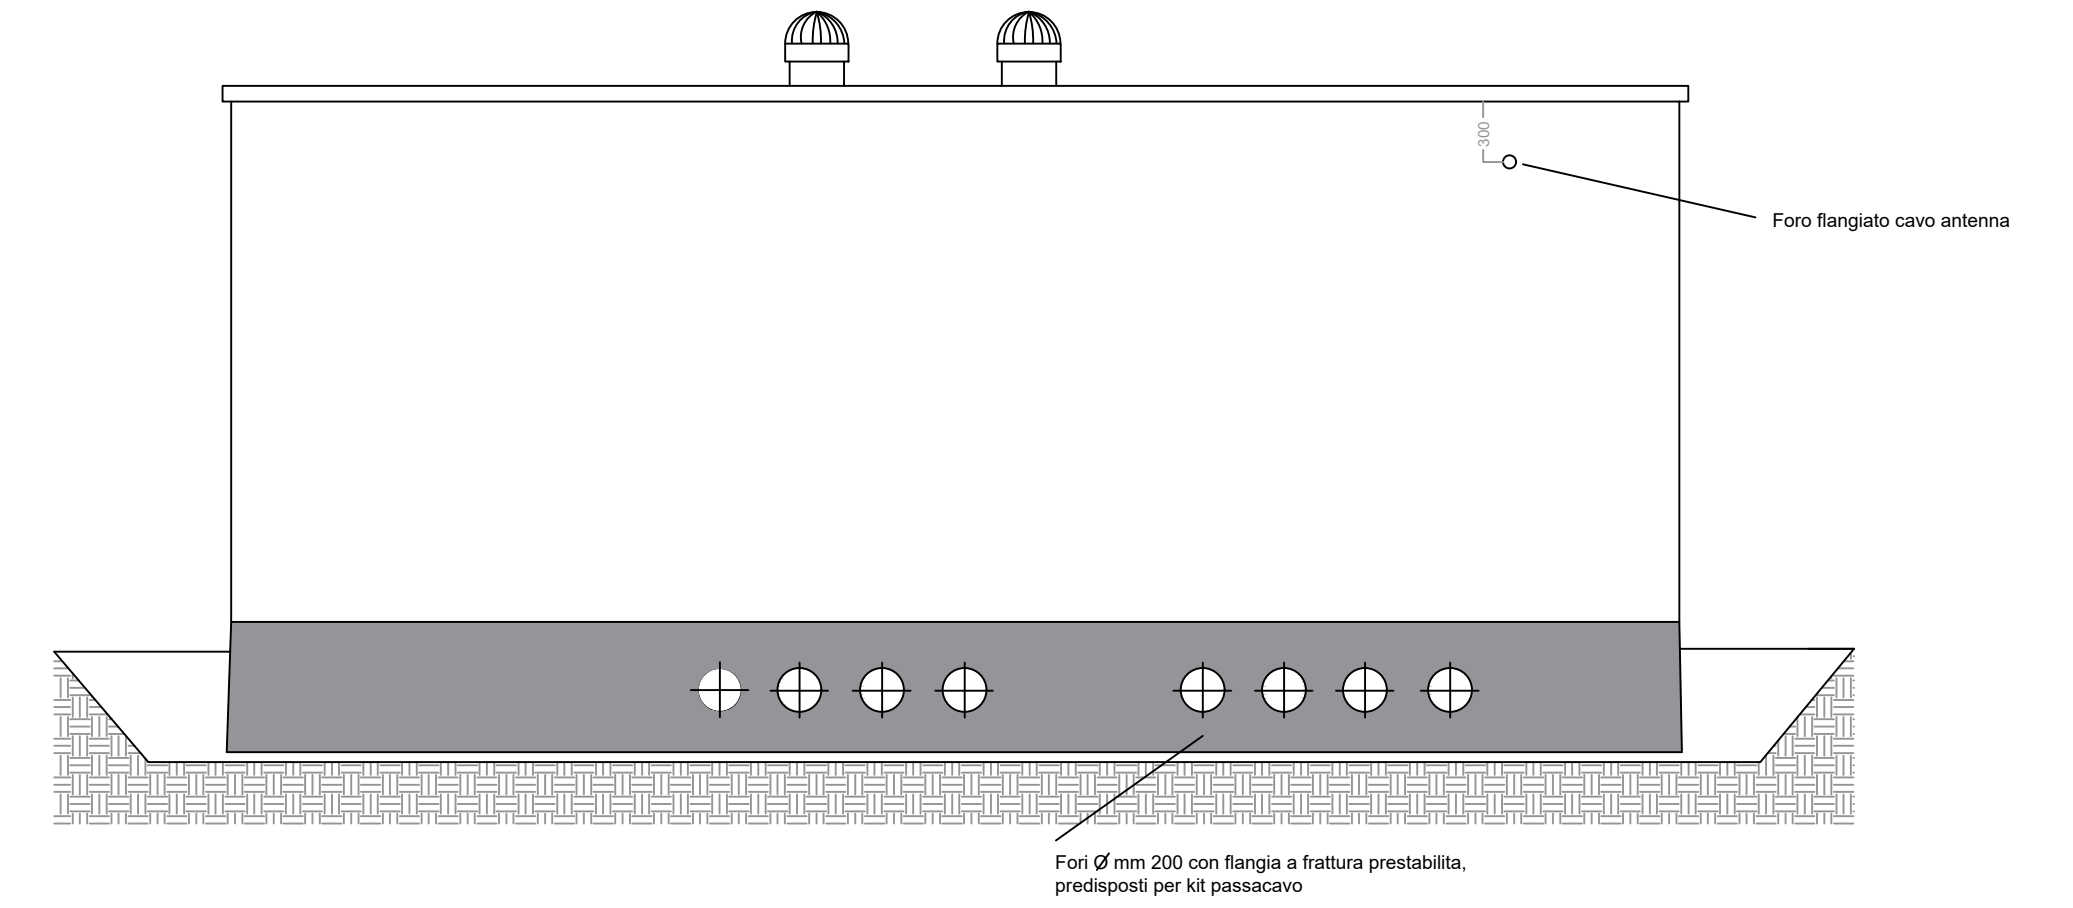 300
Foro flangiato cavo antenna
Fori Ø mm 200 con flangia a frattura prestabilita,
predisposti per kit passacavo